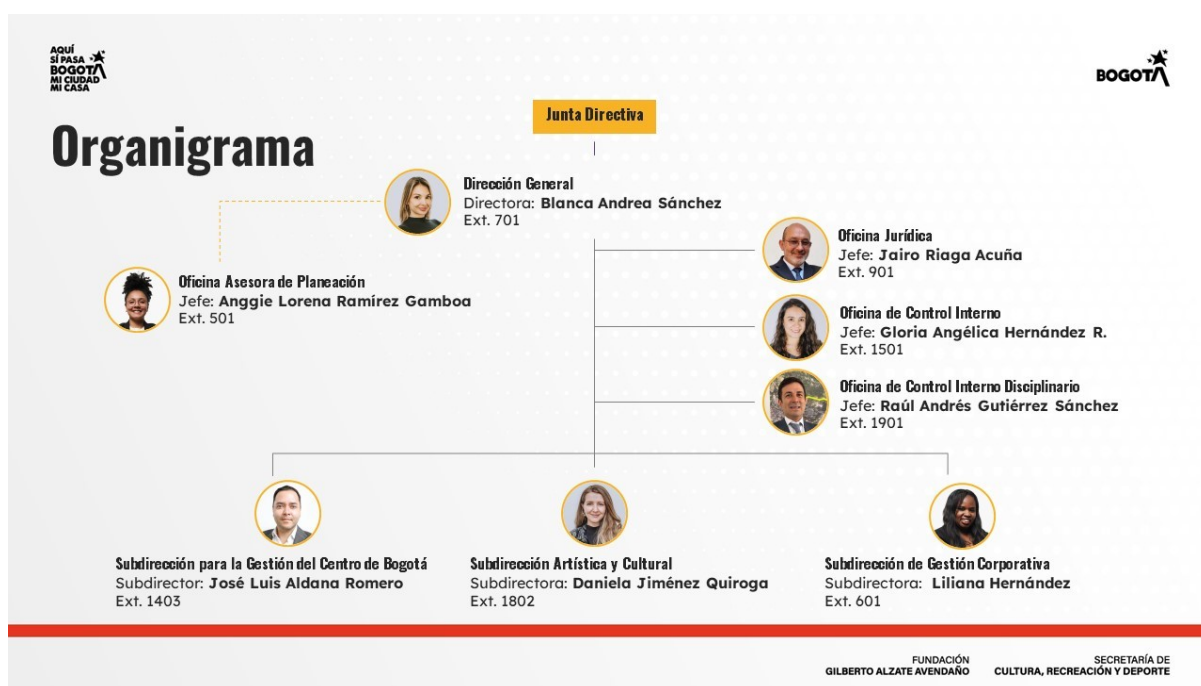 AQUÍ
SÍ PASA
BOGOTÁ
MI CIUDAD
MI CASA
BOGOTÁ
Organigrama
Junta Directiva
Dirección General
Directora: Blanca Andrea Sánchez
Ext. 701
Oficina Asesora de Planeación
Jefe: Anggie Lorena Ramírez Gamboa
Ext. 501
Oficina Jurídica
Jefe: Jairo Riaga Acuña
Ext. 901
Oficina de Control Interno
Jefe: Gloria Angélica Hernández R.
Ext. 1501
Oficina de Control Interno Disciplinario
Jefe: Raúl Andrés Gutiérrez Sánchez
Ext. 1901
Subdirección para la Gestión del Centro de Bogotá
Subdirector: José Luis Aldana Romero
Ext. 1403
Subdirección Artística y Cultural
Subdirectora: Daniela Jiménez Quiroga
Ext. 1802
Subdirección de Gestión Corporativa
Subdirectora: Liliana Hernández
Ext. 601
FUNDACIÓN
GILBERTO ALZATE AVENDAÑO
SECRETARÍA DE
CULTURA, RECREACIÓN Y DEPORTE